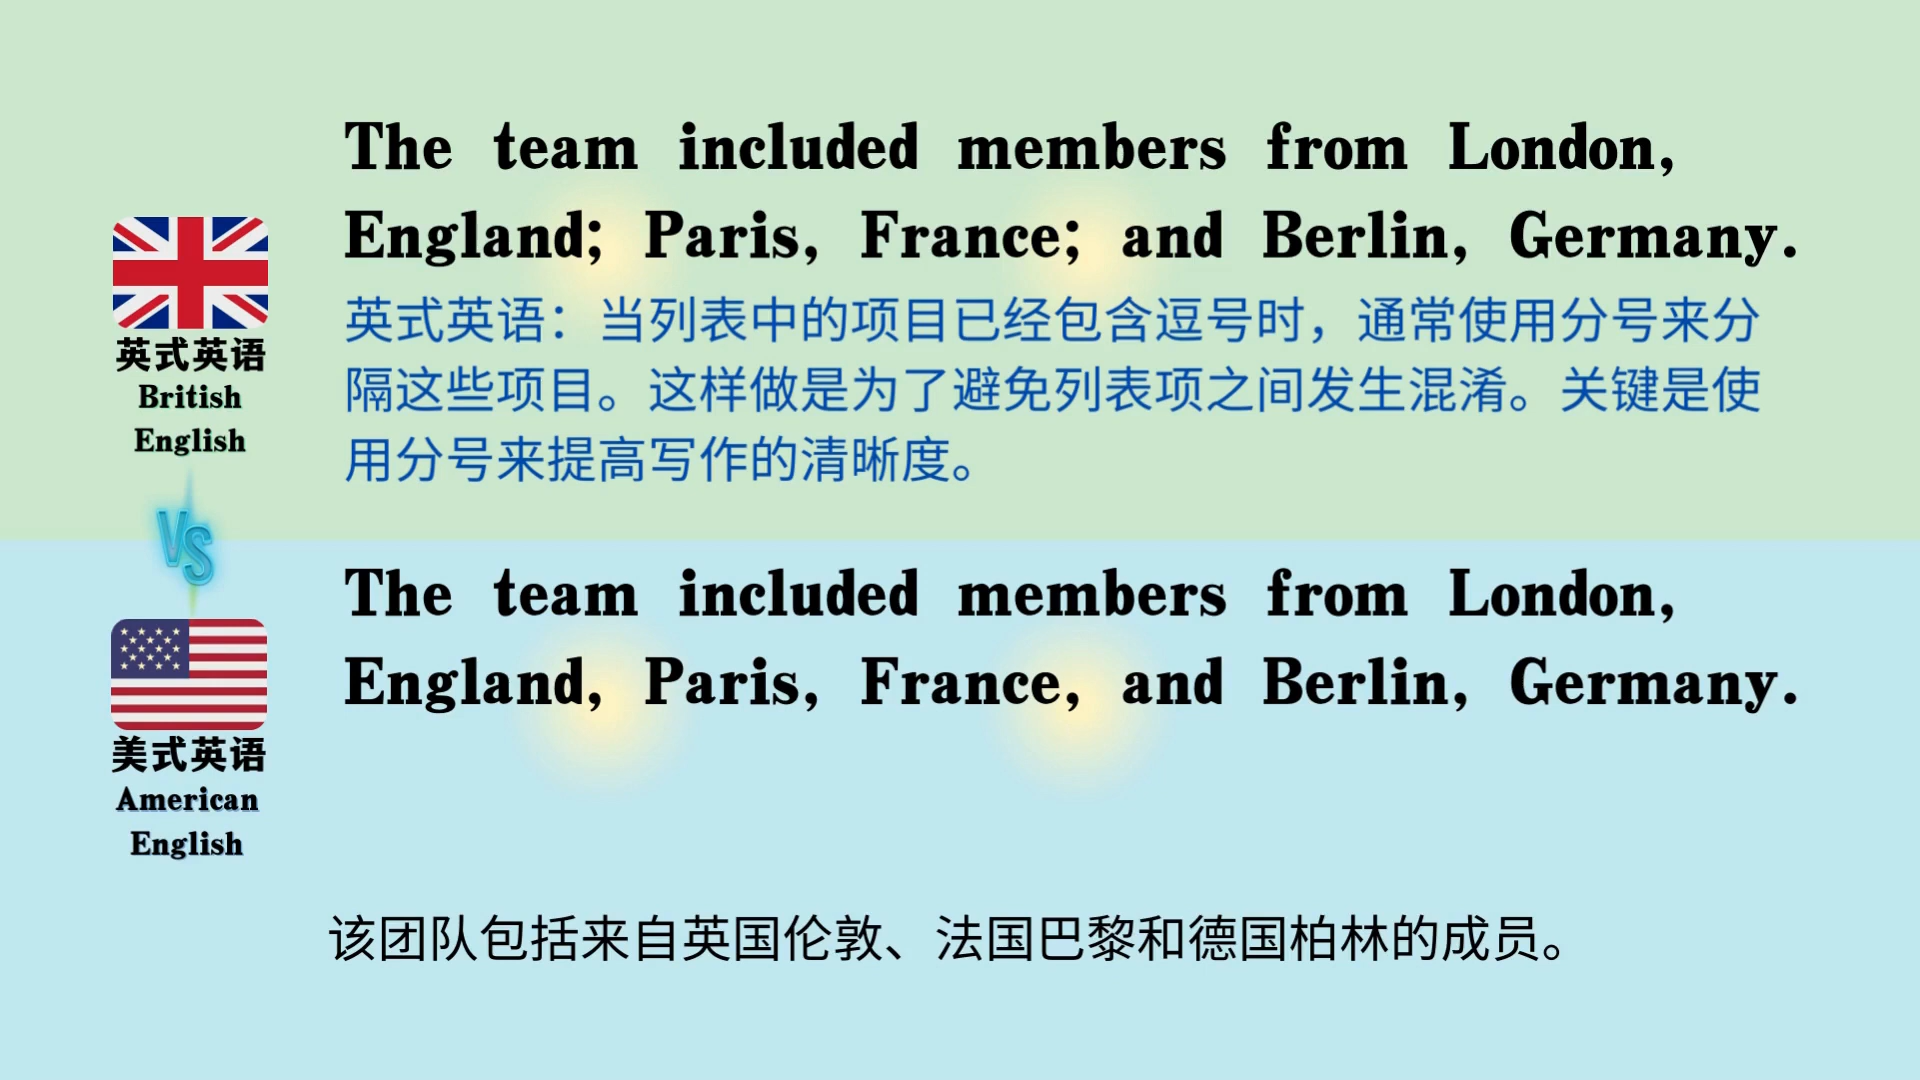 The team included members from London,
England; Paris, France; and Berlin, Germany.
英式英语：当列表中的项目已经包含逗号时，通常使用分号来分
隔这些项目。这样做是为了避免列表项之间发生混淆。关键是使
用分号来提高写作的清晰度。
英式英语
British
English
VS
The team included members from London,
England, Paris, France, and Berlin, Germany.
美式英语
American
English
该团队包括来自英国伦敦、法国巴黎和德国柏林的成员。